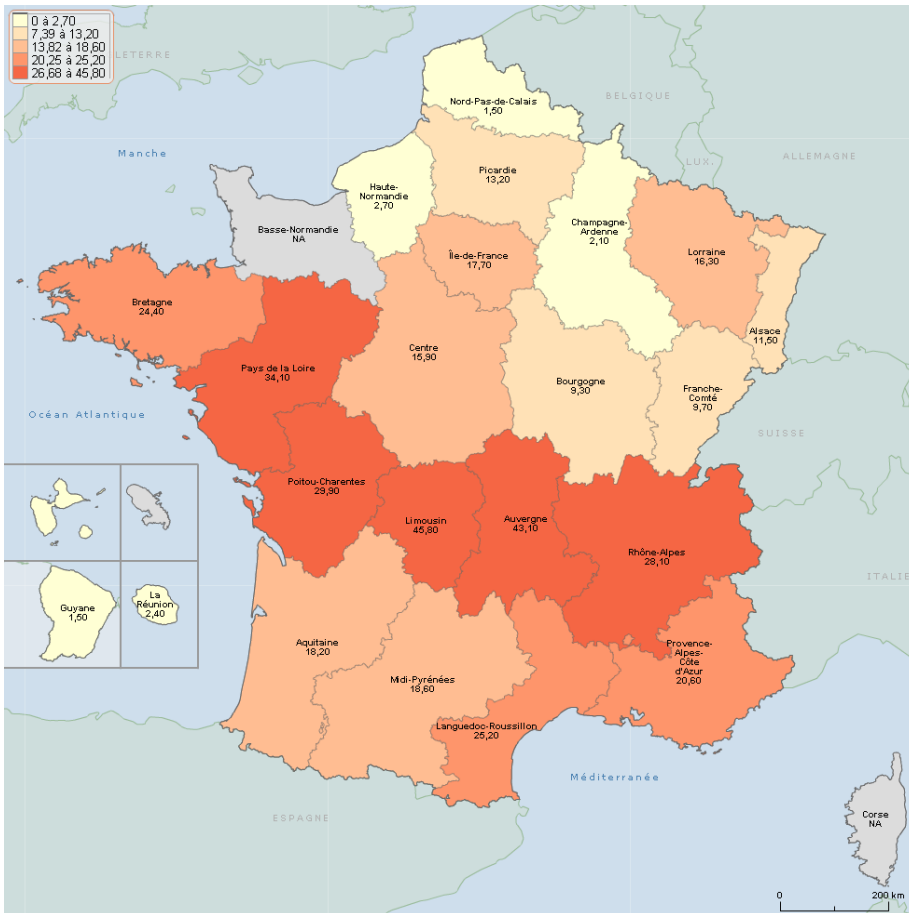 0 à 2,70
7,39 à 13,20
13,82 à 18,60
20,25 à 25,20
26,68 à 45,80
LETERRE
Nord-Pas-de-Calais
1,50
BELGIQUE
Manche
LUX.
ALLEMAGNE
Picardie
13,20
Haute-
Normandie
2,70
Champagne-
Ardenne
2,10
Basse-Normandie
NA
Île-de-France
17,70
Lorraine
16,30
Bretagne
24,40
Alsace
11,50
Centre
15,90
Pays de la Loire
34,10
Bourgogne
9,30
Franche-
Comté
9,70
Océan Atlantique
SUISSE
Poitou-Charentes
29,90
Limousin
45,80
Auvergne
43,10
Rhône-Alpes
28,10
ITALIE
Guyane
1,50
La
Réunion
2,40
Aquitaine
18,20
Provence-
Alpes-
Côte
d'Azur
20,60
Midi-Pyrénées
18,60
Languedoc-Roussillon
25,20
Méditerranée
ESPAGNE
Corse
NA
0 200 km